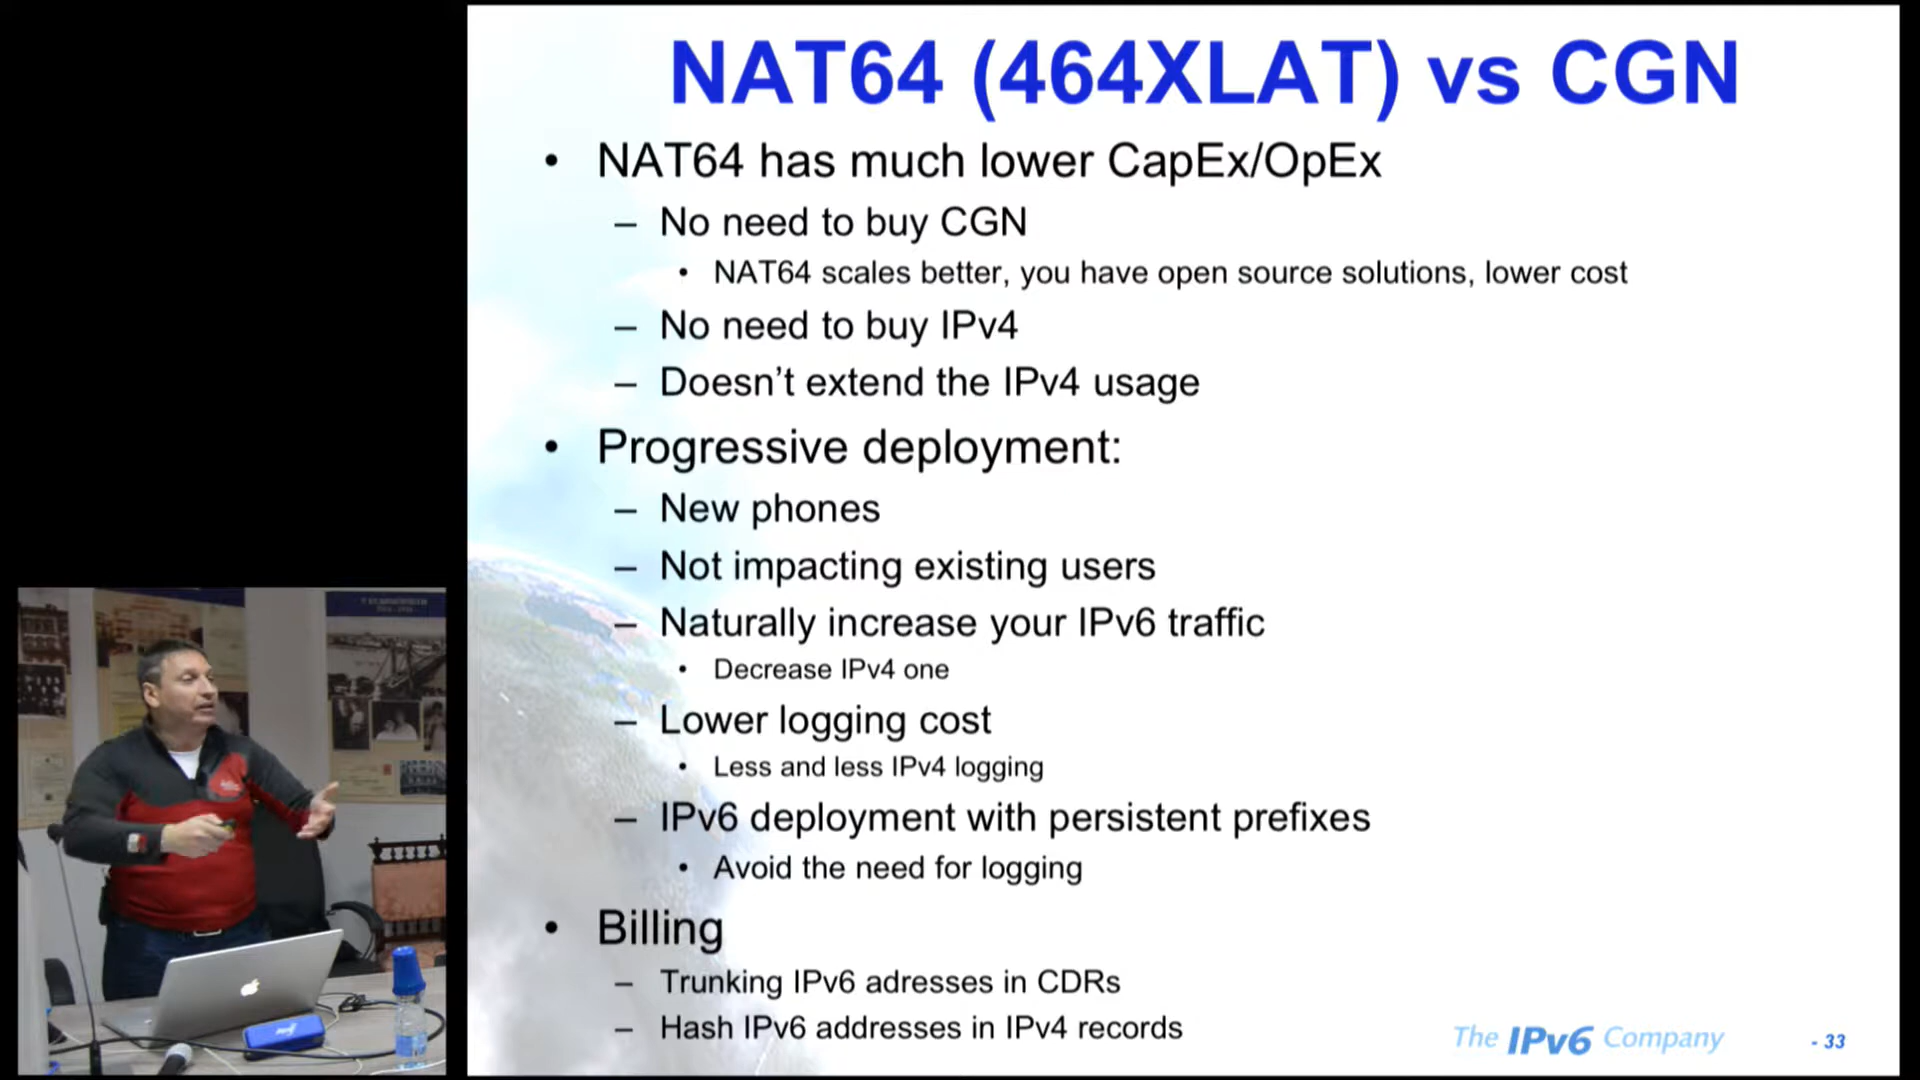 NAT64 (464XLAT) vs CGN
• NAT64 has much lower CapEx/OpEx
– No need to buy CGN
• NAT64 scales better, you have open source solutions, lower cost
– No need to buy IPv4
– Doesn't extend the IPv4 usage
• Progressive deployment:
– New phones
– Not impacting existing users
– Naturally increase your IPv6 traffic
• Decrease IPv4 one
– Lower logging cost
• Less and less IPv4 logging
– IPv6 deployment with persistent prefixes
• Avoid the need for logging
• Billing
– Trunking IPv6 adresses in CDRs
– Hash IPv6 addresses in IPv4 records
The IPv6 Company
- 33